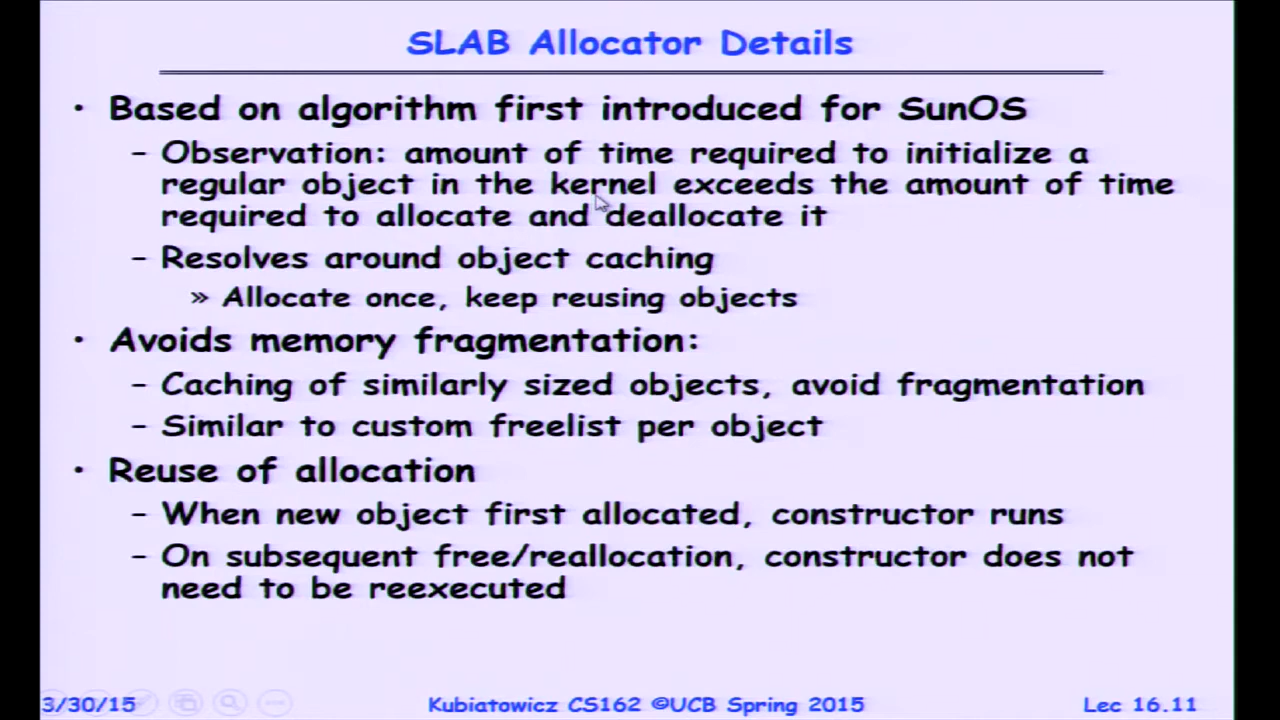 SLAB Allocator Details
• Based on algorithm first introduced for SunOS
– Observation: amount of time required to initialize a
regular object in the kernel exceeds the amount of time
required to allocate and deallocate it
– Resolves around object caching
» Allocate once, keep reusing objects
• Avoids memory fragmentation:
– Caching of similarly sized objects, avoid fragmentation
– Similar to custom freelist per object
• Reuse of allocation
– When new object first allocated, constructor runs
– On subsequent free/reallocation, constructor does not
need to be reexecuted
3/30/15 Kubiatowicz CS162 ©UCB Spring 2015 Lec 16.11